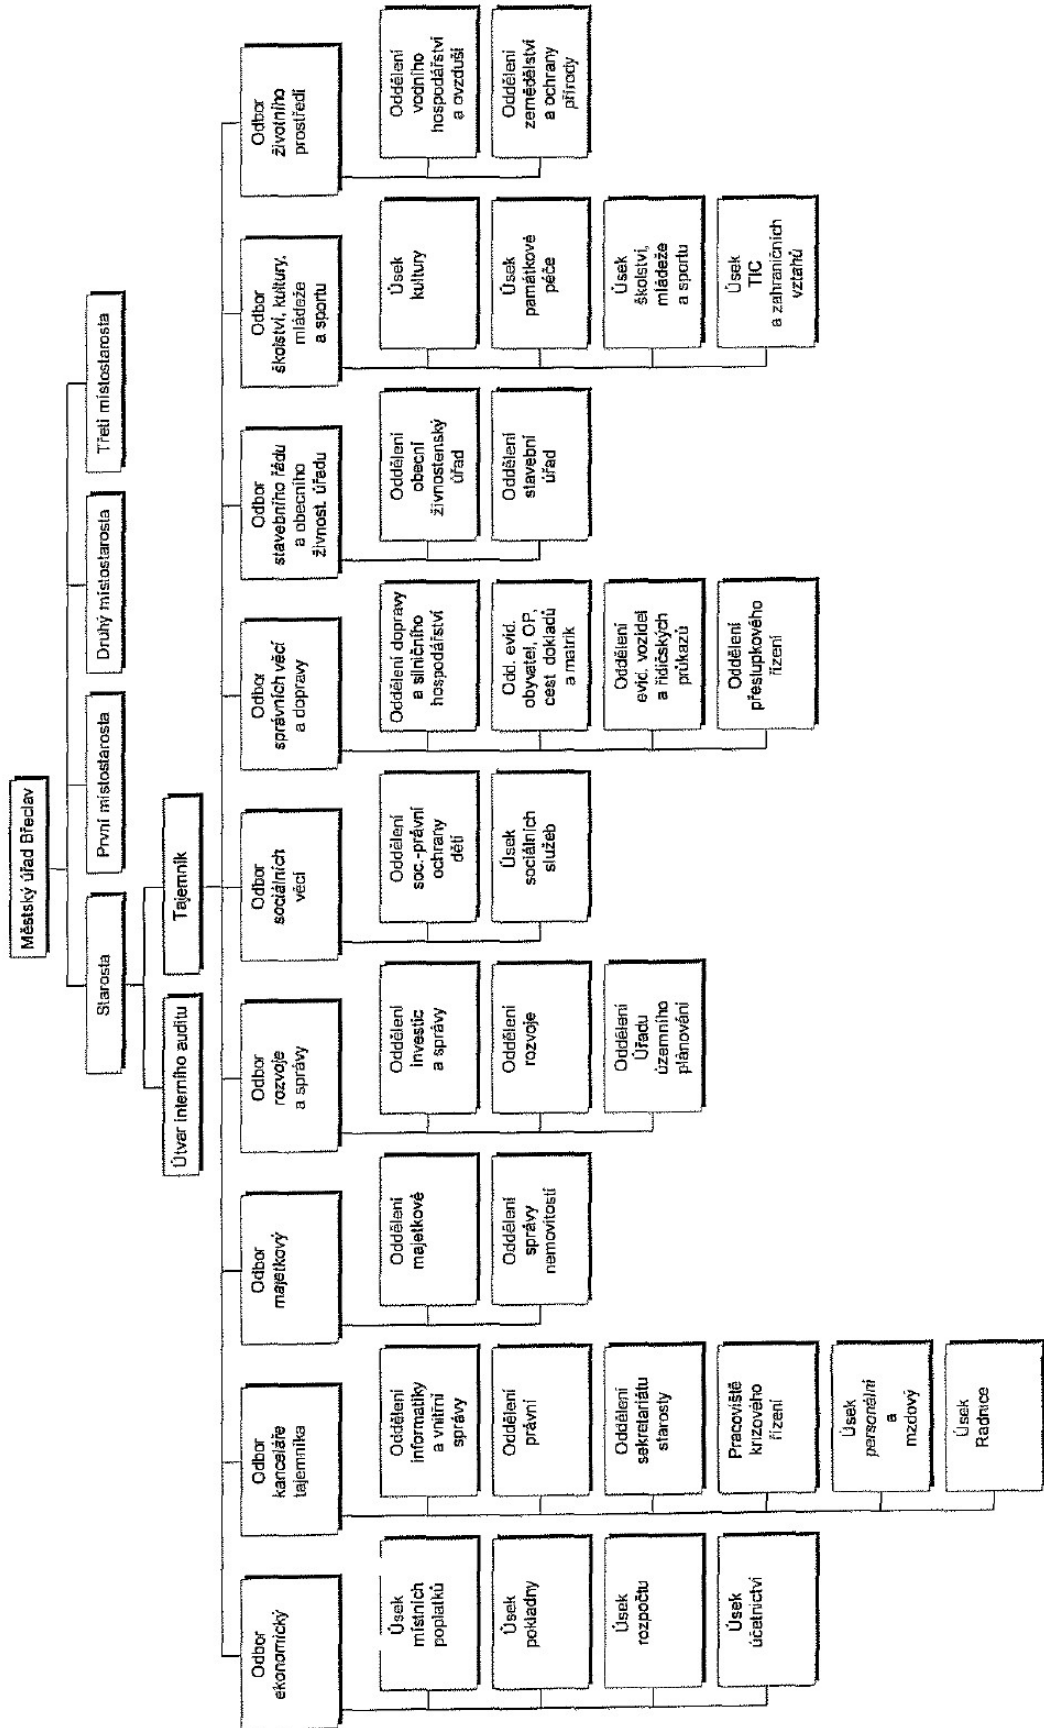 Městský úřad Břeclav
Starosta
První místostarosta
Druhý místostarosta
Třetí místostarosta
Útvar interního auditu
Tajemník
Odbor
ekonomický
Úsek
místních
poplatků
Úsek
pokladny
Úsek
rozpočtu
Úsek
účetnictví
Odbor
kanceláře
tajemníka
Oddělení
informatiky
a vnitřní
správy
Oddělení
právní
Oddělení
sekretariátu
starosty
Pracoviště
krizového
řízení
Úsek
personální
a
mzdový
Úsek
Radnice
Odbor
majetkový
Oddělení
majetkové
Oddělení
správy
nemovitostí
Odbor
rozvoje
a správy
Oddělení
investic
a správy
Oddělení
rozvoje
Oddělení
Úřadu
územního
plánování
Odbor
sociálních
věcí
Oddělení
soc.-právní
ochrany
dětí
Úsek
sociálních
služeb
Odbor
správních věcí
a dopravy
Oddělení dopravy
a silničního
hospodářství
Odd. evid.
obyvatel, OP,
cest. dokladů
a matrik
Oddělení
evid. vozidel
a řidičských
průkazů
Oddělení
přestupkového
řízení
Odbor
stavebního řádu
a obecního
živnost. úřadu
Oddělení
obecní
živnostenský
úřad
Oddělení
stavební
úřad
Odbor
školství, kultury,
mládeže
a sportu
Úsek
kultury
Úsek
památkové
péče
Úsek
školství,
mládeže
a sportu
Úsek
TIC
a zahraničních
vztahů
Odbor
životního
prostředí
Oddělení
vodního
hospodářství
a ovzduší
Oddělení
zemědělství
a ochrany
přírody